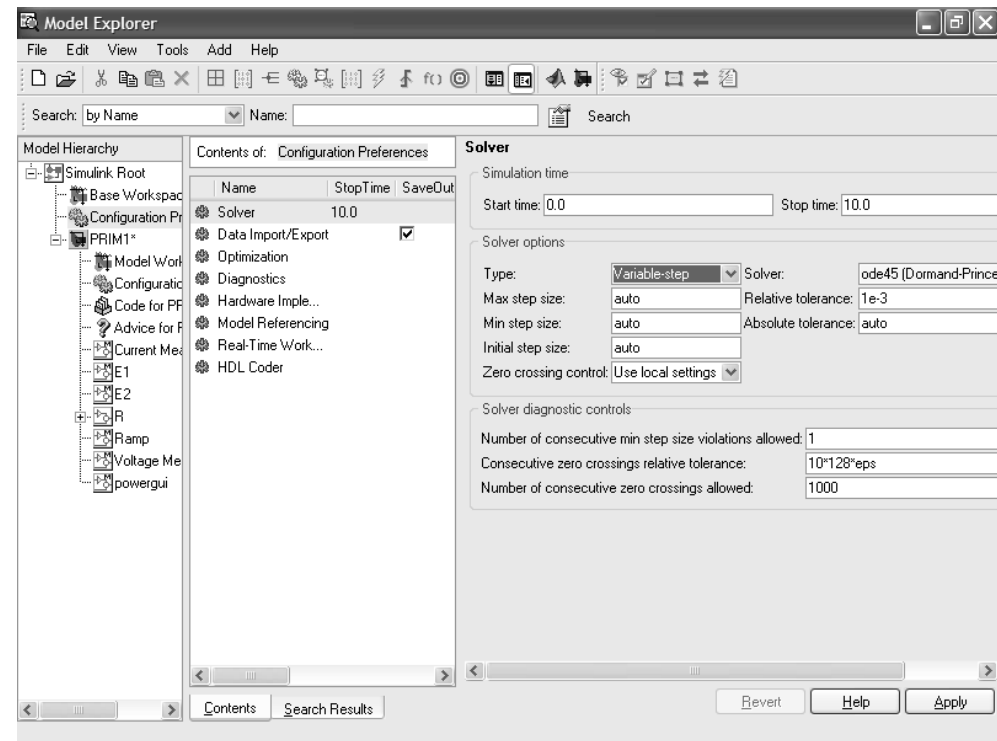 Model Explorer
File Edit View Tools Add Help
f()
Search: by Name Name: Search
Model Hierarchy
Simulink Root
Base Workspac
Configuration Pr
PRIM1*
Model Work
Configuratio
Code for PR
Advice for P
Current Mea
E1
E2
R
Ramp
Voltage Me
powergui
Contents of: Configuration Preferences
Name StopTime SaveOut
Solver 10.0
Data Import/Export
Optimization
Diagnostics
Hardware Imple...
Model Referencing
Real-Time Work...
HDL Coder
Contents Search Results
Solver
Simulation time
Start time: 0.0 Stop time: 10.0
Solver options
Type: Variable-step Solver: ode45 (Dormand-Prince
Max step size: auto Relative tolerance: 1e-3
Min step size: auto Absolute tolerance: auto
Initial step size: auto
Zero crossing control: Use local settings
Solver diagnostic controls
Number of consecutive min step size violations allowed: 1
Consecutive zero crossings relative tolerance: 10*128*eps
Number of consecutive zero crossings allowed: 1000
Revert Help Apply